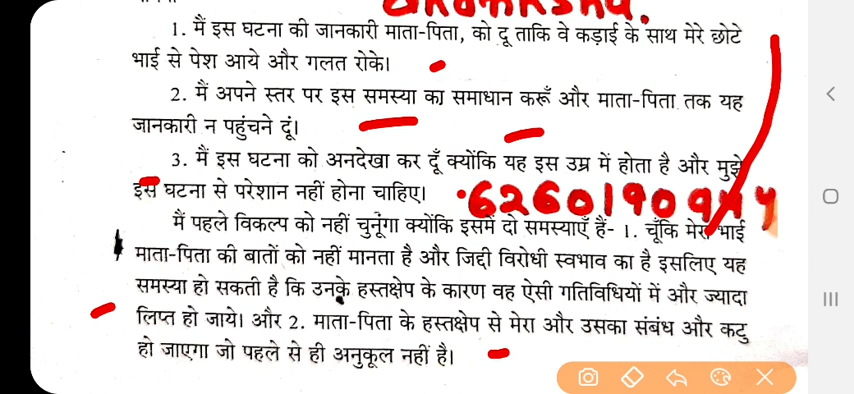 1. मैं इस घटना की जानकारी माता-पिता, को दू ताकि वे कड़ाई के साथ मेरे छोटे
भाई से पेश आये और गलत रोके।
2. मैं अपने स्तर पर इस समस्या का समाधान करूँ और माता-पिता तक यह
जानकारी न पहुंचने दूं।
3. मैं इस घटना को अनदेखा कर दूँ क्योंकि यह इस उम्र में होता है और मुझे
इस घटना से परेशान नहीं होना चाहिए।
मैं पहले विकल्प को नहीं चुनूंगा क्योंकि इसमें दो समस्याएँ हैं- 1. चूँकि मेरा भाई
माता-पिता की बातों को नहीं मानता है और जिद्दी विरोधी स्वभाव का है इसलिए यह
समस्या हो सकती है कि उनके हस्तक्षेप के कारण वह ऐसी गतिविधियों में और ज्यादा
लिप्त हो जाये। और 2. माता-पिता के हस्तक्षेप से मेरा और उसका संबंध और कटु
हो जाएगा जो पहले से ही अनुकूल नहीं है।